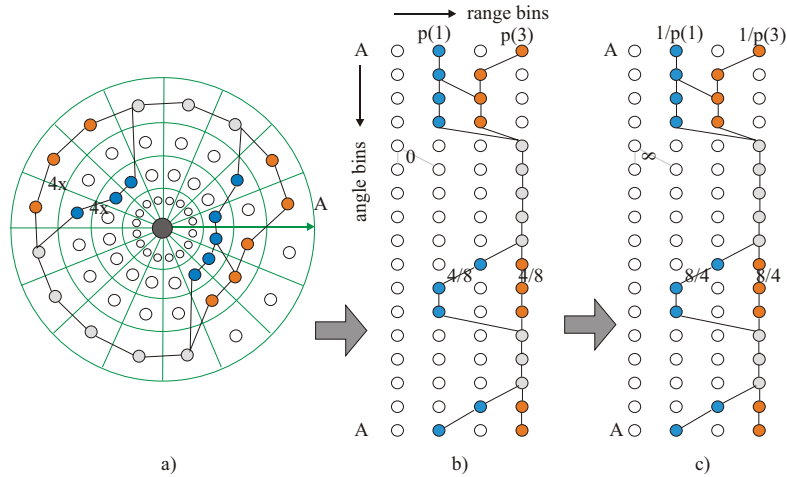 range bins
p(1) p(3)
1/p(1) 1/p(3)
A
A
angle bins
0
∞
4x
4x
A
4/8 4/8
8/4 8/4
A
A
a)
b)
c)